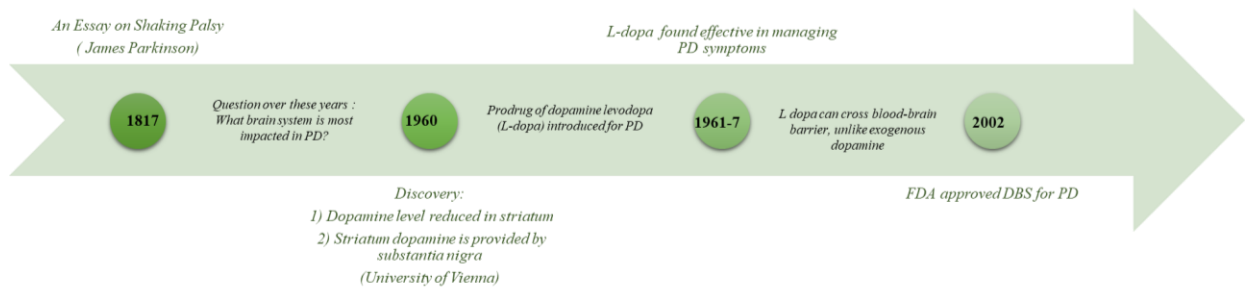 An Essay on Shaking Palsy
( James Parkinson)
1817
Question over these years :
What brain system is most
impacted in PD?
1960
Discovery:
1) Dopamine level reduced in striatum
2) Striatum dopamine is provided by
substantia nigra
(University of Vienna)
Prodrug of dopamine levodopa
(L-dopa) introduced for PD
L-dopa found effective in managing
PD symptoms
1961-7
L dopa can cross blood-brain
barrier, unlike exogenous
dopamine
2002
FDA approved DBS for PD